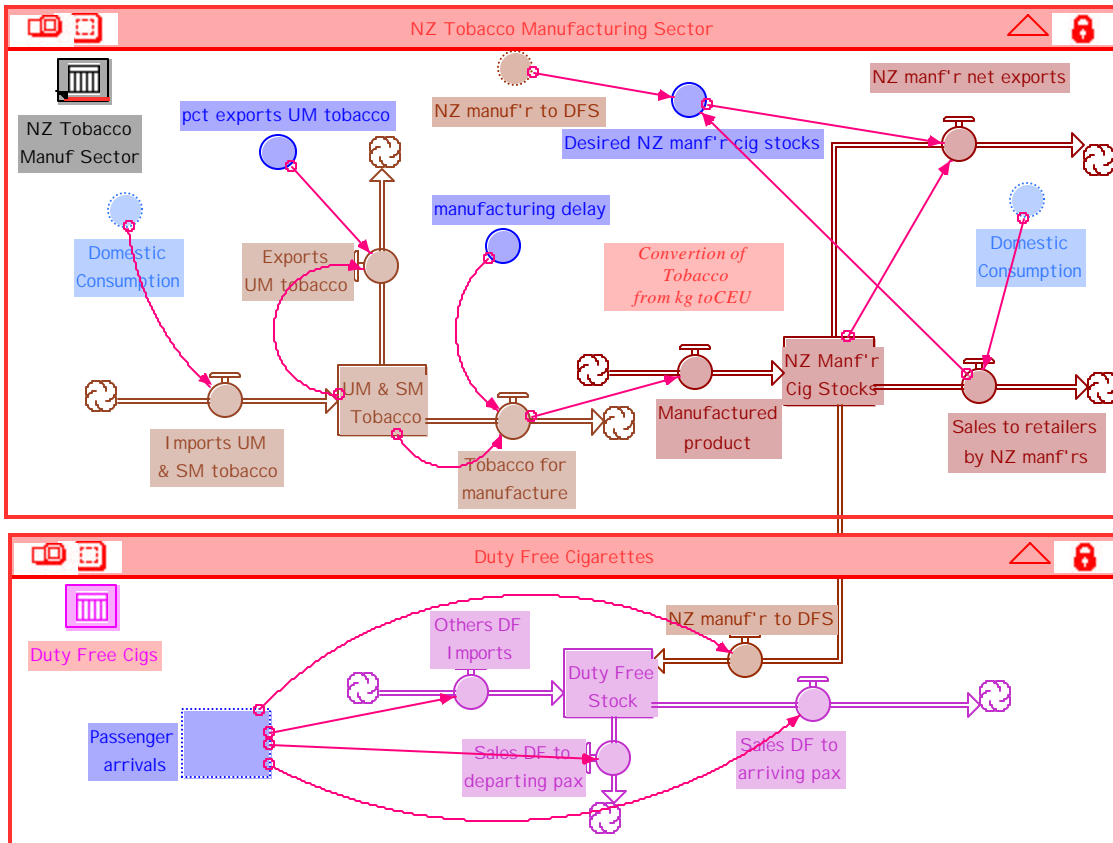 NZ Tobacco Manufacturing Sector
NZ Tobacco
Manuf Sector
pct exports UM tobacco
NZ manuf'r to DFS
Desired NZ manf'r cig stocks
NZ manf'r net exports
Domestic
Consumption
Exports
UM tobacco
manufacturing delay
Convertion of
Tobacco
from kg toCEU
Domestic
Consumption
UM & SM
Tobacco
NZ Manf'r
Cig Stocks
Imports UM
& SM tobacco
Tobacco for
manufacture
Manufactured
product
Sales to retailers
by NZ manf'rs
Duty Free Cigarettes
Duty Free Cigs
Others DF
Imports
NZ manuf'r to DFS
Duty Free
Stock
Passenger
arrivals
Sales DF to
departing pax
Sales DF to
arriving pax